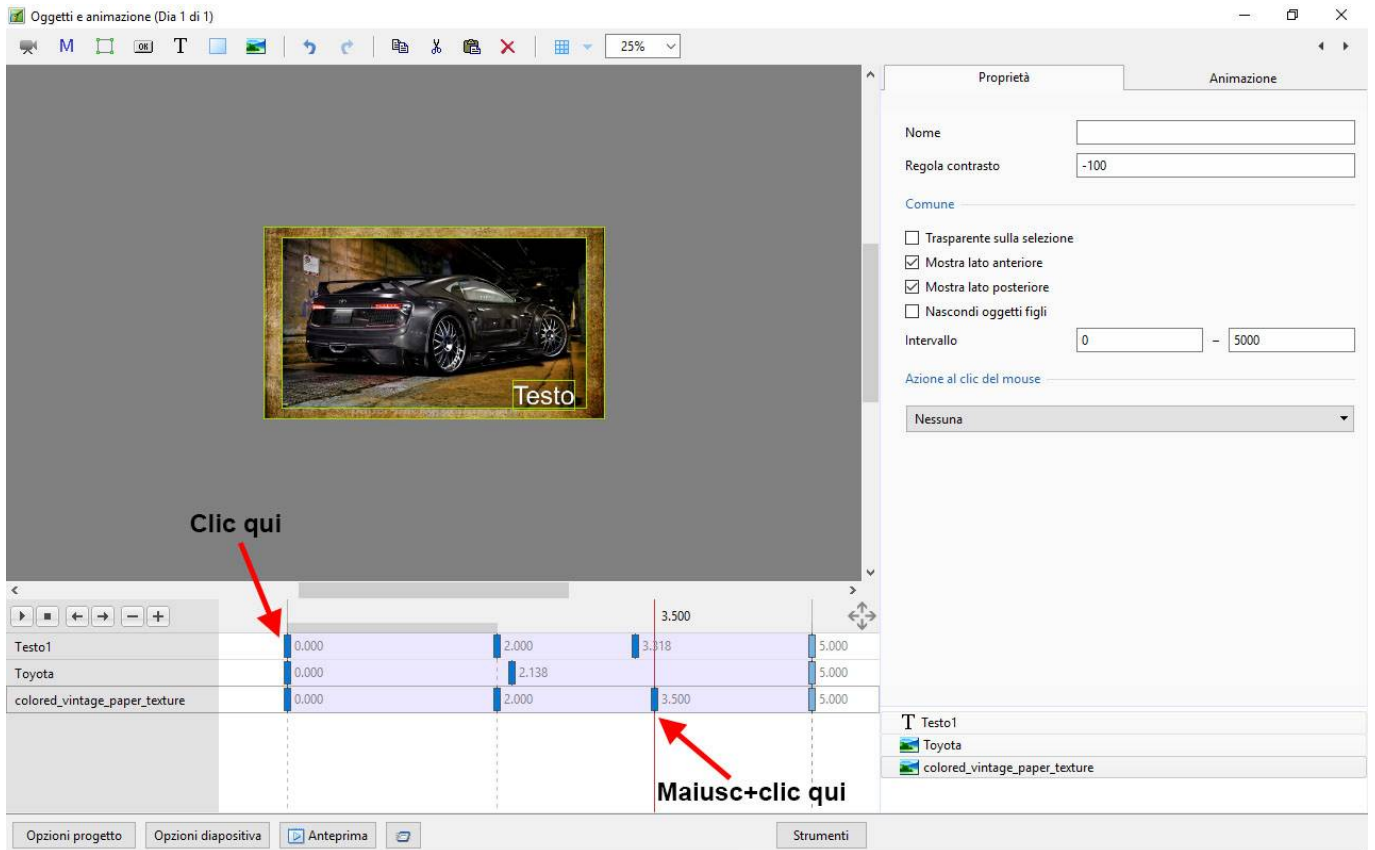 Oggetti e animazione (Dia 1 di 1)
M OK T 25%
Proprietà Animazione
Nome
Regola contrasto -100
Comune
Trasparente sulla selezione
Mostra lato anteriore
Mostra lato posteriore
Nascondi oggetti figli
Intervallo 0 – 5000
Azione al clic del mouse
Nessuna
Testo
Clic qui
3.500
Testo1 0.000 2.000 3.318 5.000
Toyota 0.000 2.138 5.000
colored_vintage_paper_texture 0.000 2.000 3.500 5.000
Maiusc+clic qui
T Testo1
Toyota
colored_vintage_paper_texture
Opzioni progetto Opzioni diapositiva Anteprima Strumenti